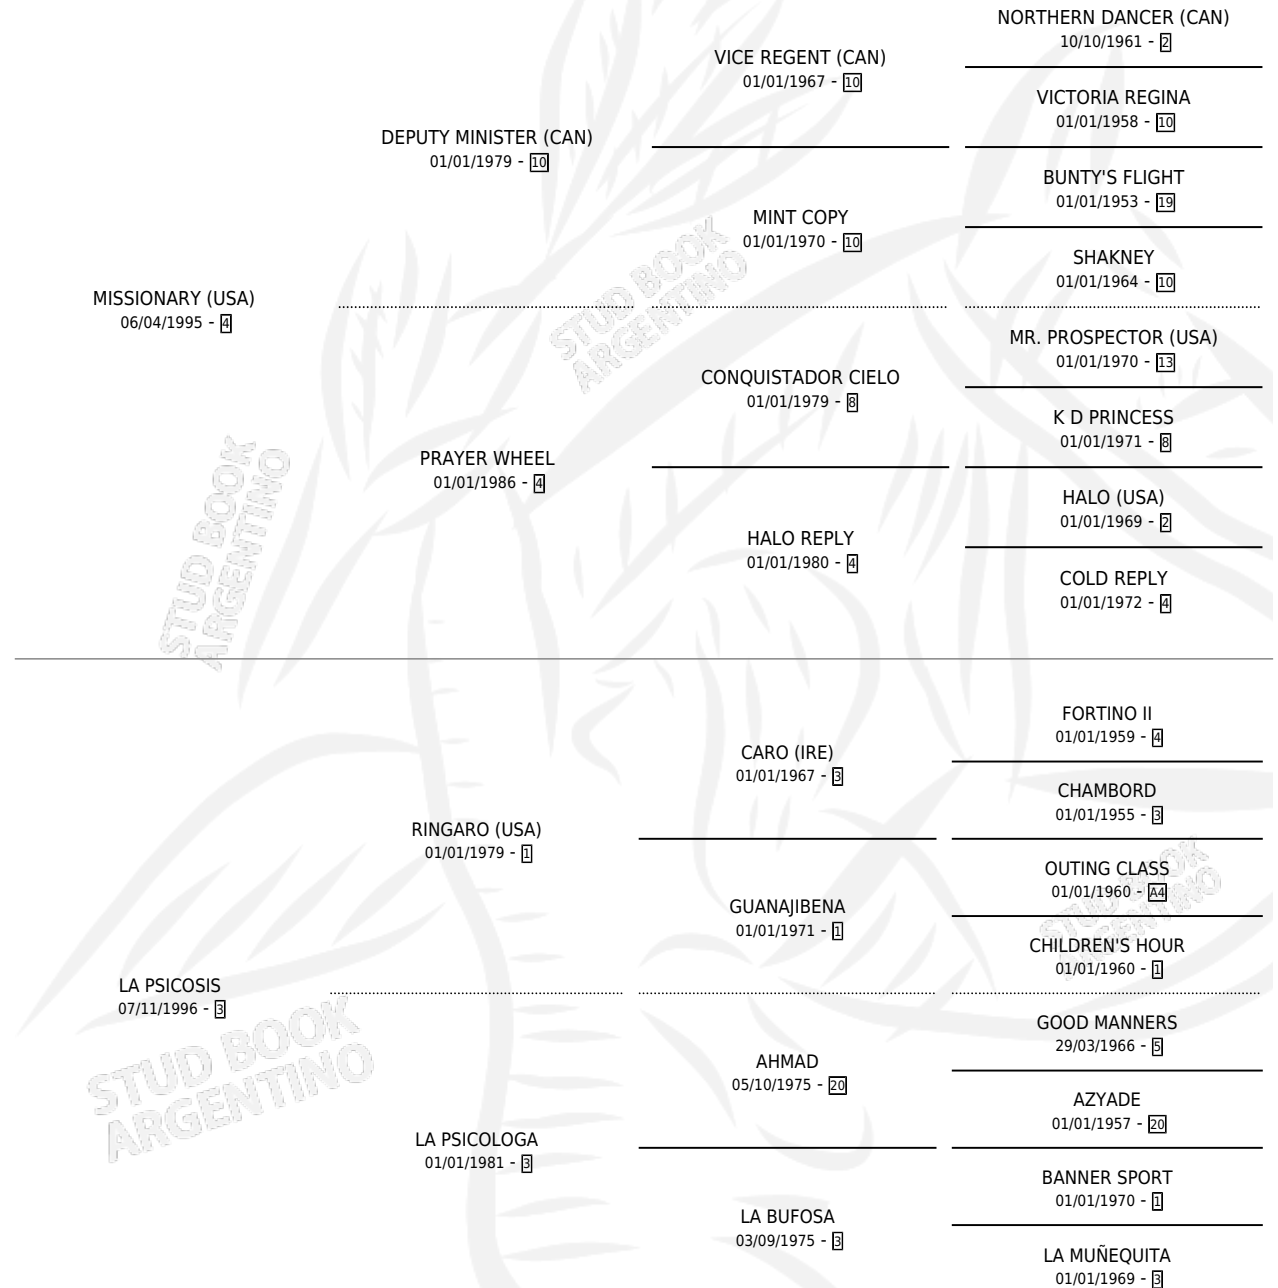 NORTHERN DANCER (CAN)
10/10/1961 - 2
VICE REGENT (CAN)
01/01/1967 - 10
VICTORIA REGINA
01/01/1958 - 10
DEPUTY MINISTER (CAN)
01/01/1979 - 10
BUNTY'S FLIGHT
01/01/1953 - 19
MINT COPY
01/01/1970 - 10
SHAKNEY
01/01/1964 - 10
MISSIONARY (USA)
06/04/1995 - 4
MR. PROSPECTOR (USA)
01/01/1970 - 13
CONQUISTADOR CIELO
01/01/1979 - 8
K D PRINCESS
01/01/1971 - 8
PRAYER WHEEL
01/01/1986 - 4
HALO (USA)
01/01/1969 - 2
HALO REPLY
01/01/1980 - 4
COLD REPLY
01/01/1972 - 4
STUD BOOK
ARGENTINO
STUD BOOK
ARGENTINO
FORTINO II
01/01/1959 - 4
CARO (IRE)
01/01/1967 - 3
CHAMBORD
01/01/1955 - 3
RINGARO (USA)
01/01/1979 - 1
OUTING CLASS
01/01/1960 - A4
GUANAJIBENA
01/01/1971 - 1
CHILDREN'S HOUR
01/01/1960 - 1
STUD BOOK
ARGENTINO
LA PSICOSIS
07/11/1996 - 3
GOOD MANNERS
29/03/1966 - 5
AHMAD
05/10/1975 - 20
AZYADE
01/01/1957 - 20
LA PSICOLOGA
01/01/1981 - 3
BANNER SPORT
01/01/1970 - 1
LA BUFOSA
03/09/1975 - 3
LA MUÑEQUITA
01/01/1969 - 3
STUD BOOK
ARGENTINO